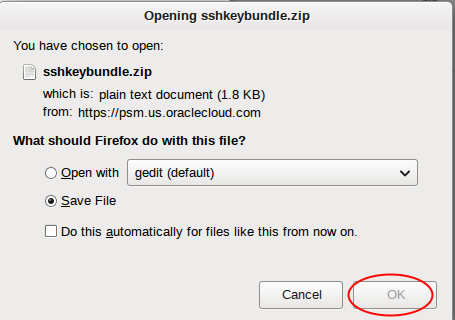 Opening sshkeybundle.zip
You have chosen to open:
sshkeybundle.zip
which is: plain text document (1.8 KB)
from: https://psm.us.oraclecloud.com
What should Firefox do with this file?
Open with gedit (default)
Save File
Do this automatically for files like this from now on.
Cancel OK